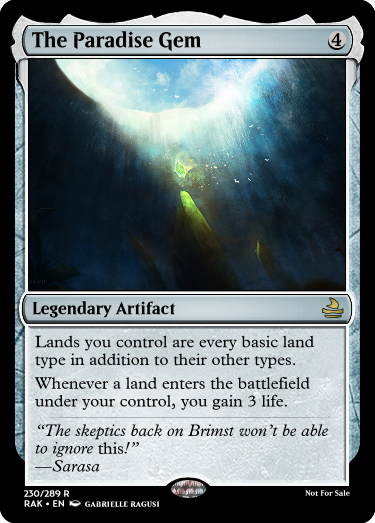 The Paradise Gem 4
Legendary Artifact
Lands you control are every basic land
type in addition to their other types.
Whenever a land enters the battlefield
under your control, you gain 3 life.
“The skeptics back on Brimst won’t be able
to ignore this!”
—Sarasa
230/289 R
Not For Sale
RAK • EN GABRIELLE RAGUSI